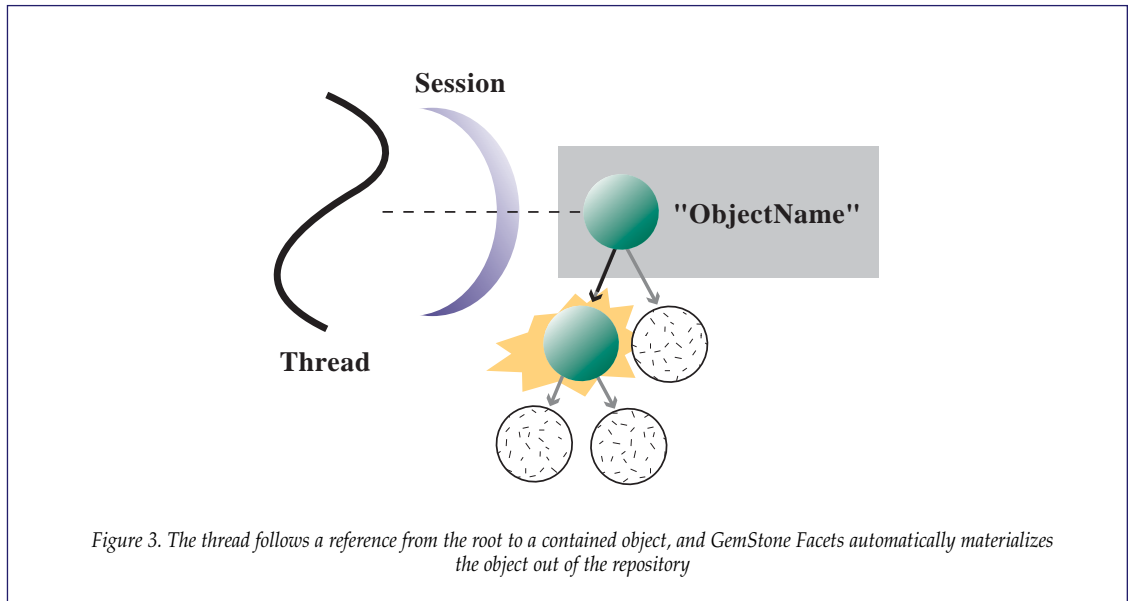 Session
"ObjectName"
Thread
Figure 3. The thread follows a reference from the root to a contained object, and GemStone Facets automatically materializes
the object out of the repository